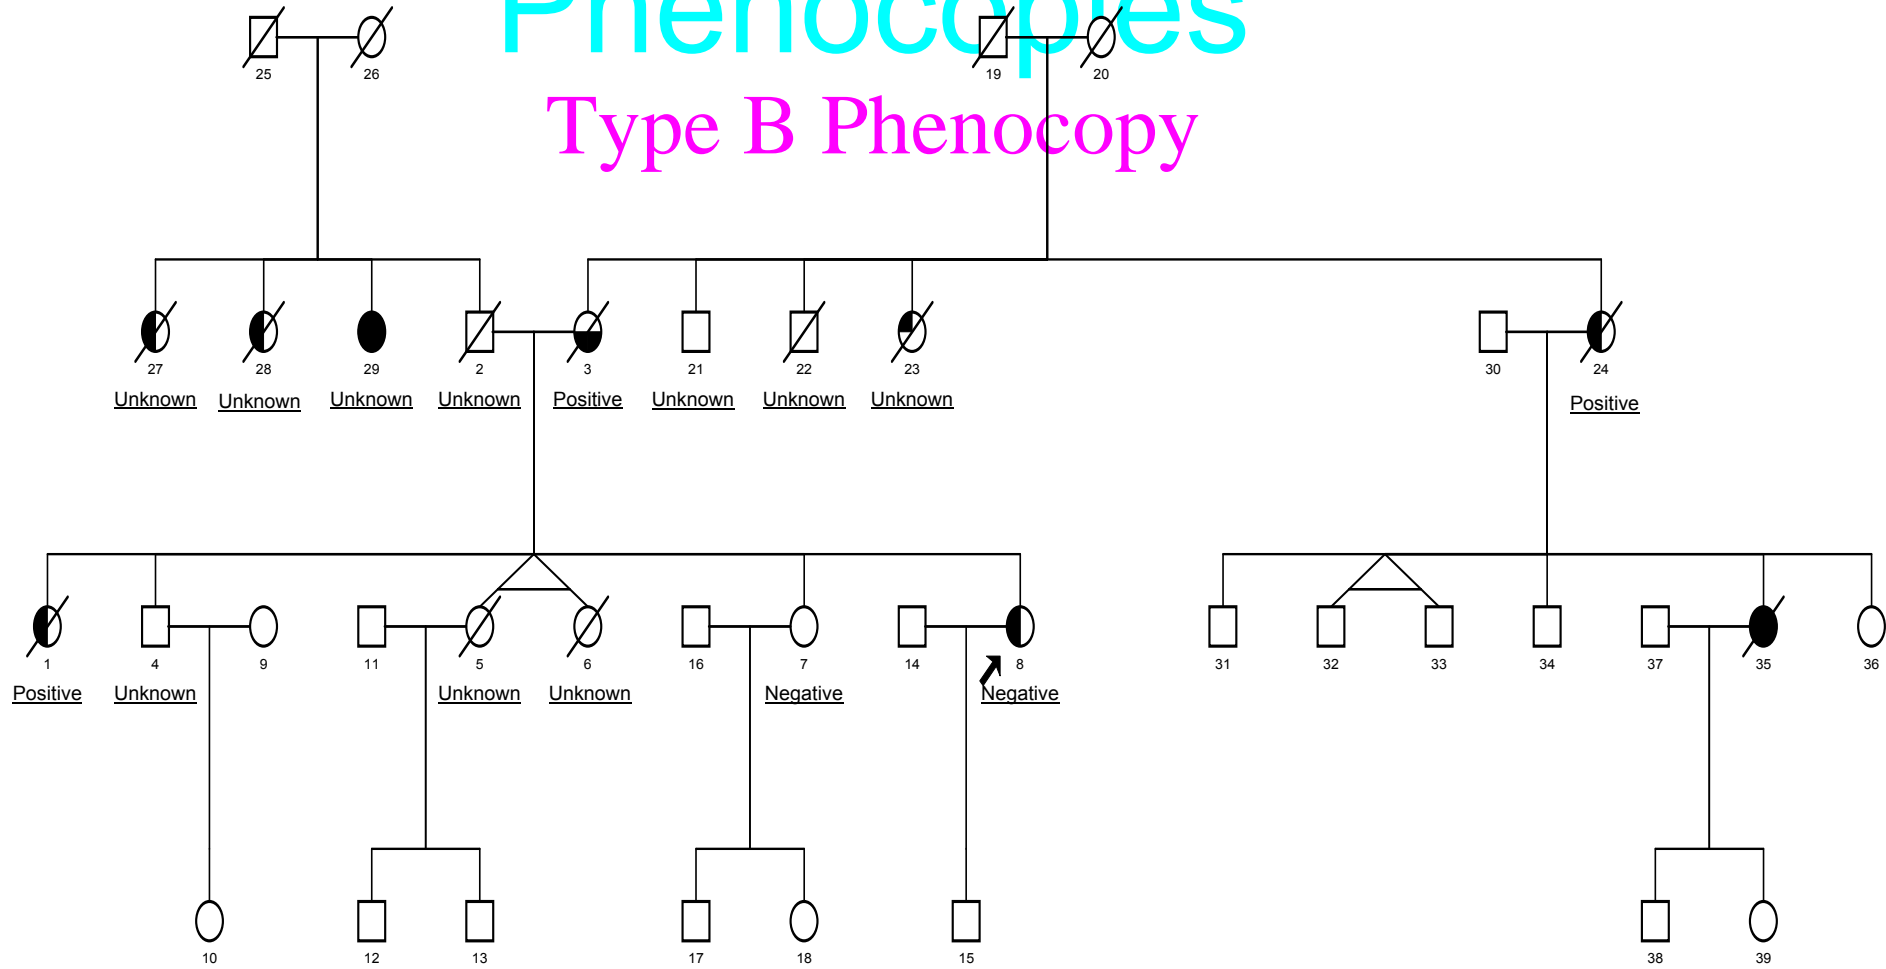 Phenocopies
25 26 19 20
Type B Phenocopy
27 28 29 2 3 21 22 23 30 24
Unknown Unknown Unknown Unknown Positive Unknown Unknown Unknown Positive
1 4 9 11 5 6 16 7 14 8 31 32 33 34 37 35 36
Positive Unknown Unknown Unknown Negative Negative
10 12 13 17 18 15 38 39